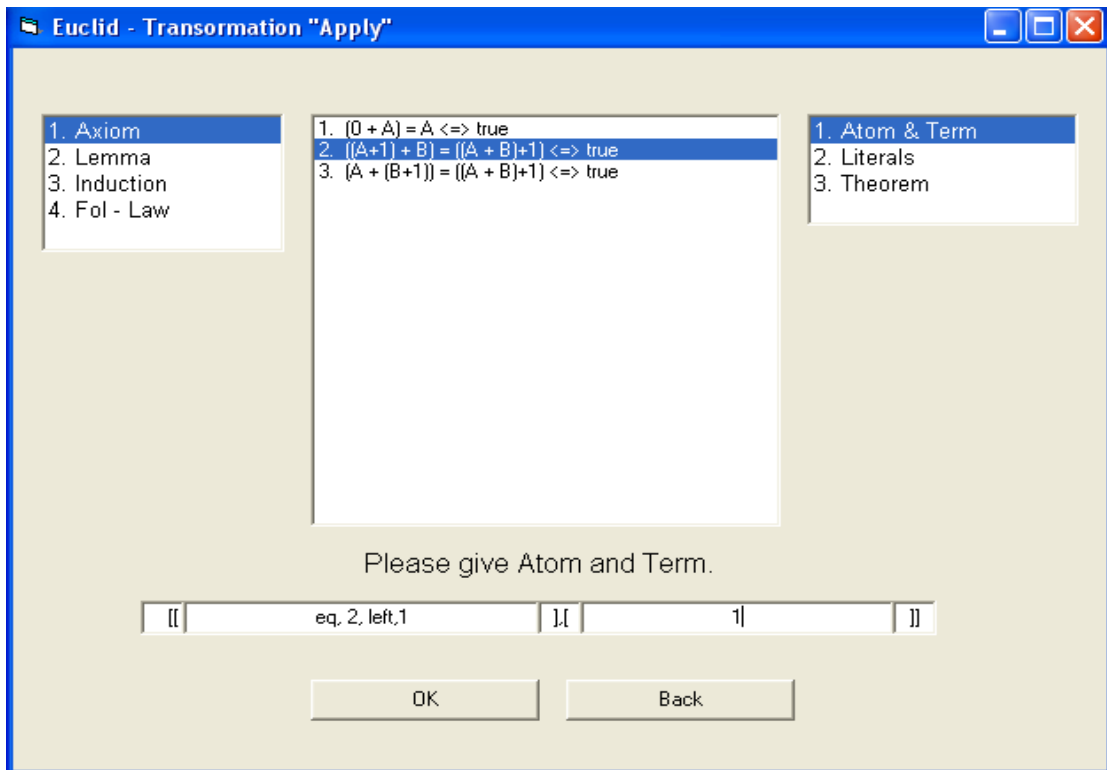 Euclid - Transormation "Apply"
1. Axiom
2. Lemma
3. Induction
4. Fol - Law
1. (0 + A) = A <=> true
2. ((A+1) + B) = ((A + B)+1) <=> true
3. (A + (B+1)) = ((A + B)+1) <=> true
1. Atom & Term
2. Literals
3. Theorem
Please give Atom and Term.
[[ eq, 2, left,1 ],[ 1 ]]
OK Back